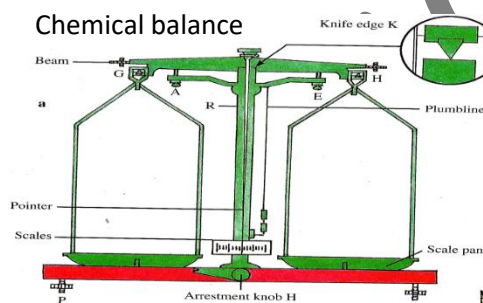 Chemical balance
Knife edge K
Beam
G
H
A
E
a
R
Plumbline
Pointer
Scales
Scale pan
P
Arrestment knob H